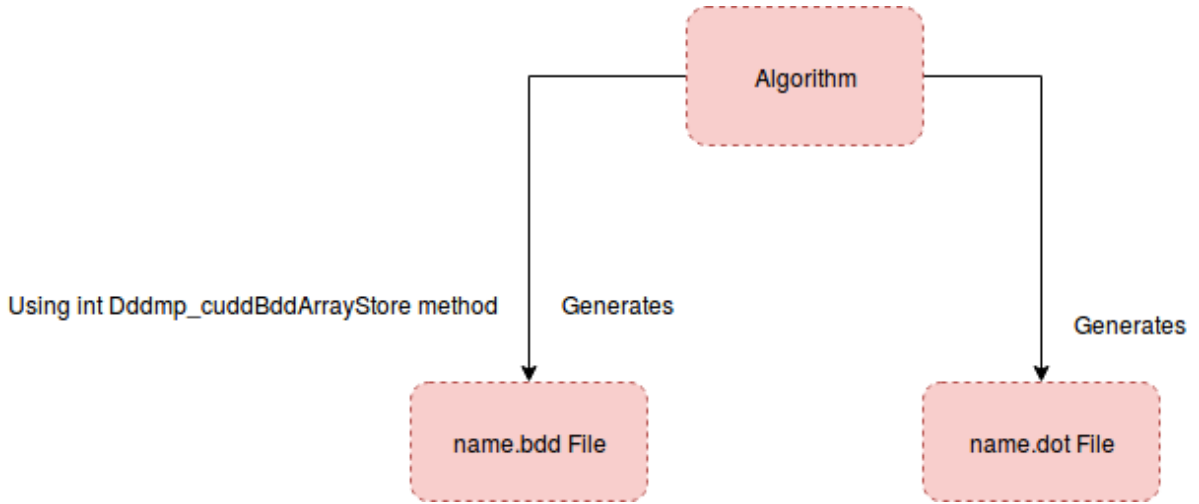 Algorithm
Using int Dddmp_cuddBddArrayStore method
Generates
Generates
name.bdd File
name.dot File